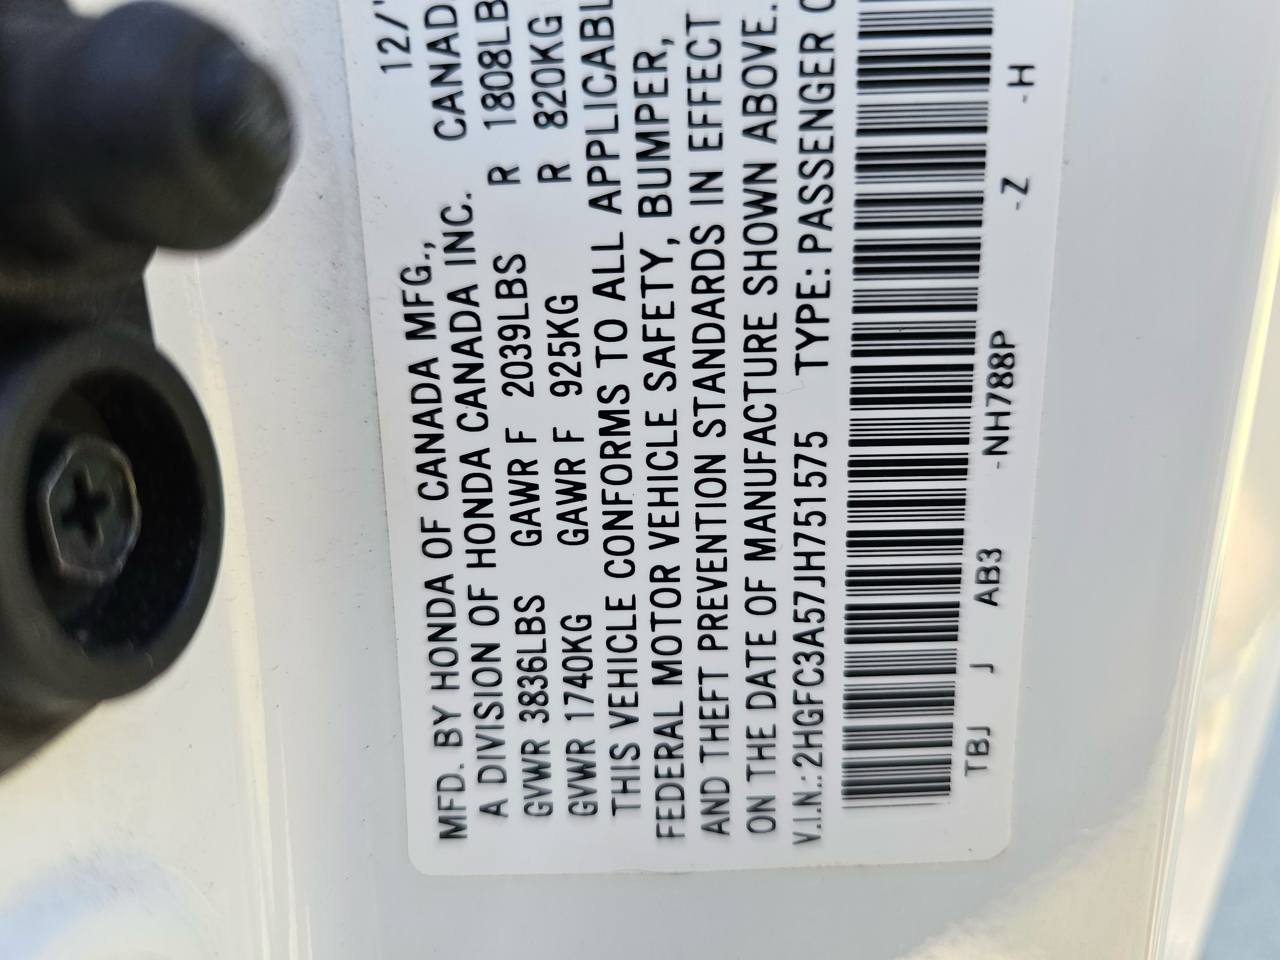 12/
MFD. BY HONDA OF CANADA MFG., CANAD
A DIVISION OF HONDA CANADA INC.
GVWR 3836LBS GAWR F 2039LBS R 1808LB
GVWR 1740KG GAWR F 925KG R 820KG
THIS VEHICLE CONFORMS TO ALL APPLICABL
FEDERAL MOTOR VEHICLE SAFETY, BUMPER,
AND THEFT PREVENTION STANDARDS IN EFFECT
ON THE DATE OF MANUFACTURE SHOWN ABOVE.
V.I.N.: 2HGFC3A57JH751575 TYPE: PASSENGER C
TBJ J AB3 -NH788P -Z -H